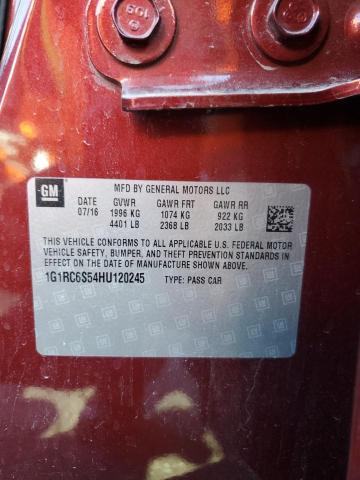 109
GM
MFD BY GENERAL MOTORS LLC
DATE GVWR GAWR FRT GAWR RR
07/16 1996 KG 1074 KG 922 KG
4401 LB 2368 LB 2033 LB
THIS VEHICLE CONFORMS TO ALL APPLICABLE U.S. FEDERAL MOTOR
VEHICLE SAFETY, BUMPER, AND THEFT PREVENTION STANDARDS IN
EFFECT ON THE DATE OF MANUFACTURE SHOWN ABOVE.
1G1RC6S54HU120245 TYPE: PASS CAR